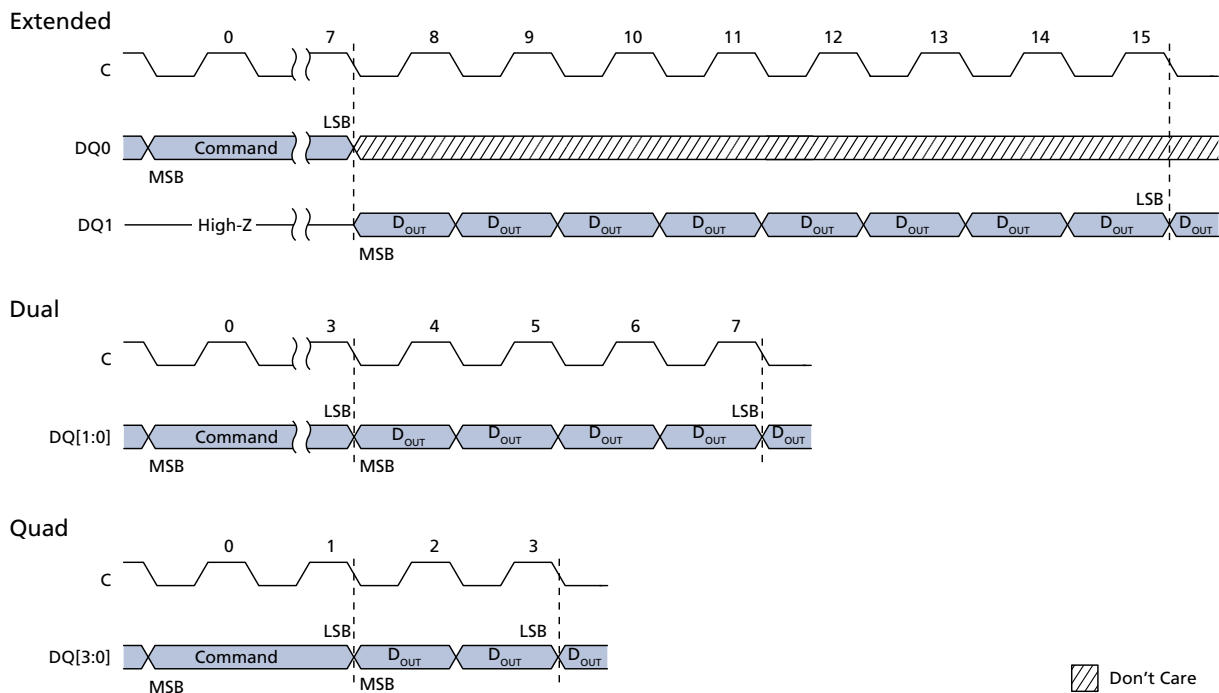 Extended
0 7 8 9 10 11 12 13 14 15
C
LSB
DQ0 Command
MSB
LSB
DQ1 High-Z DOUT DOUT DOUT DOUT DOUT DOUT DOUT DOUT DOUT
MSB
Dual
0 3 4 5 6 7
C
LSB LSB
DQ[1:0] Command DOUT DOUT DOUT DOUT DOUT
MSB MSB
Quad
0 1 2 3
C
LSB LSB
DQ[3:0] Command DOUT DOUT DOUT
MSB MSB
Don't Care